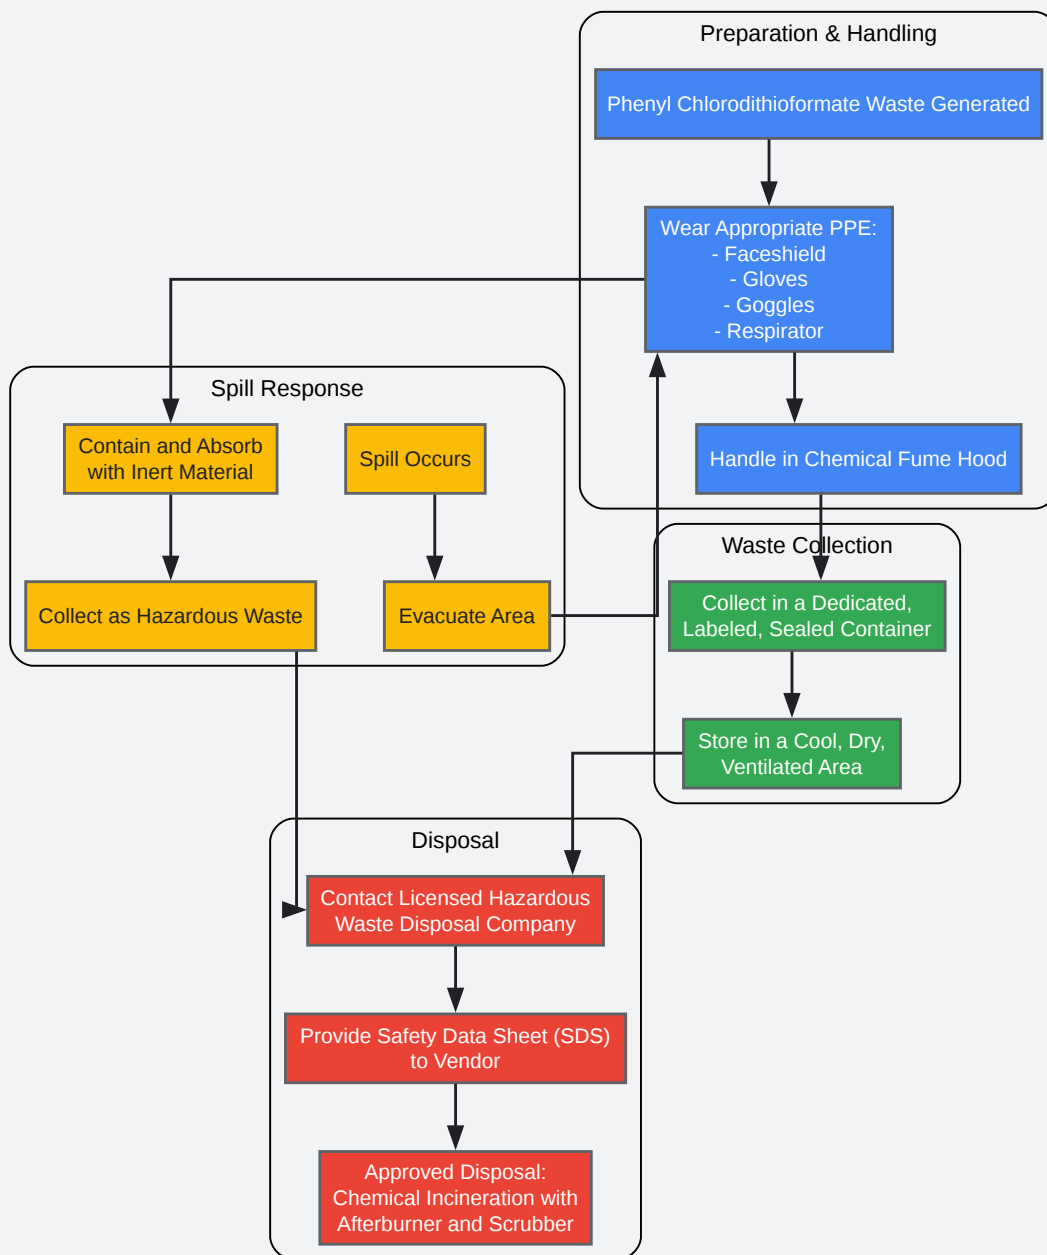 Preparation & Handling
Phenyl Chlorodithioformate Waste Generated
Wear Appropriate PPE:
- Faceshield
- Gloves
- Goggles
- Respirator
Handle in Chemical Fume Hood
Spill Response
Contain and Absorb
with Inert Material
Spill Occurs
Collect as Hazardous Waste
Evacuate Area
Waste Collection
Collect in a Dedicated,
Labeled, Sealed Container
Store in a Cool, Dry,
Ventilated Area
Disposal
Contact Licensed Hazardous
Waste Disposal Company
Provide Safety Data Sheet (SDS)
to Vendor
Approved Disposal:
Chemical Incineration with
Afterburner and Scrubber